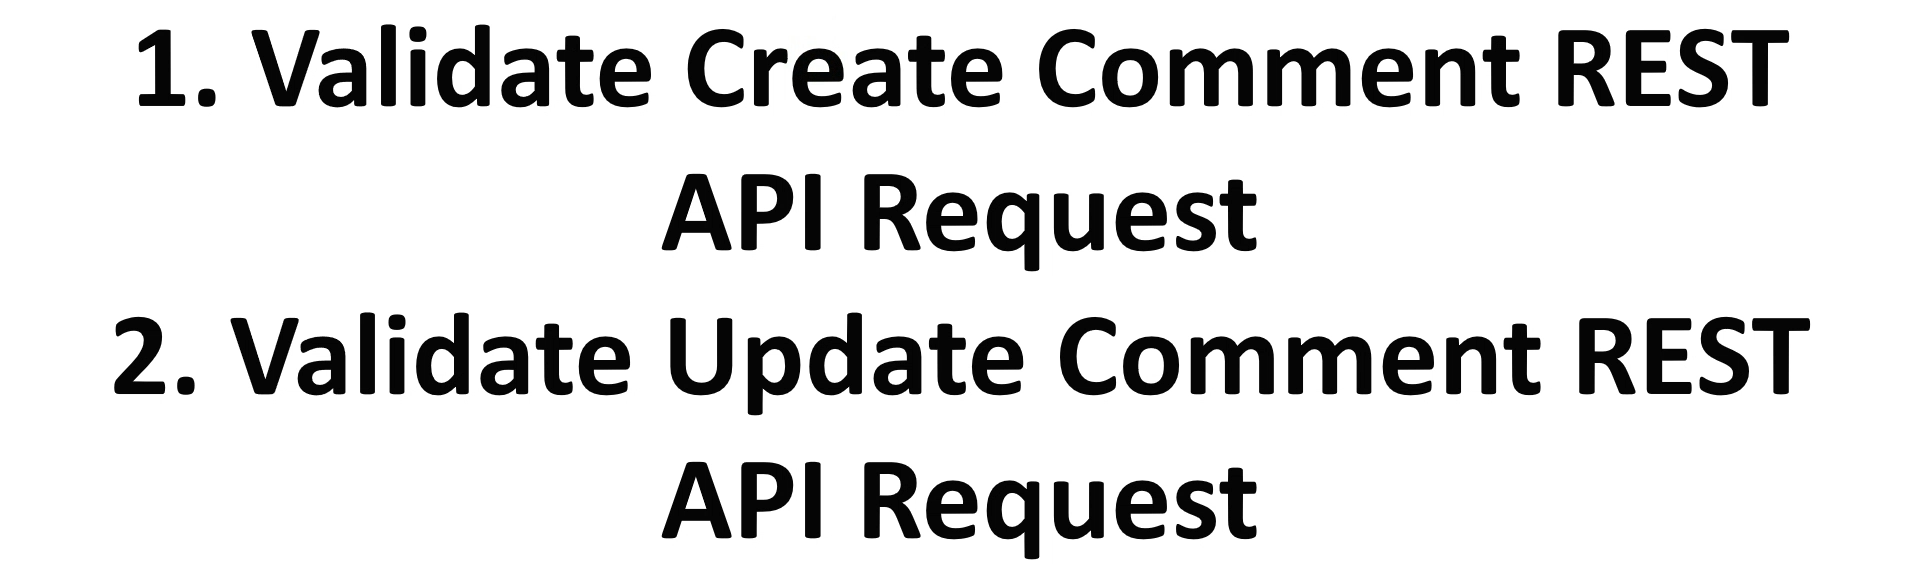 1. Validate Create Comment REST
API Request
2. Validate Update Comment REST
API Request